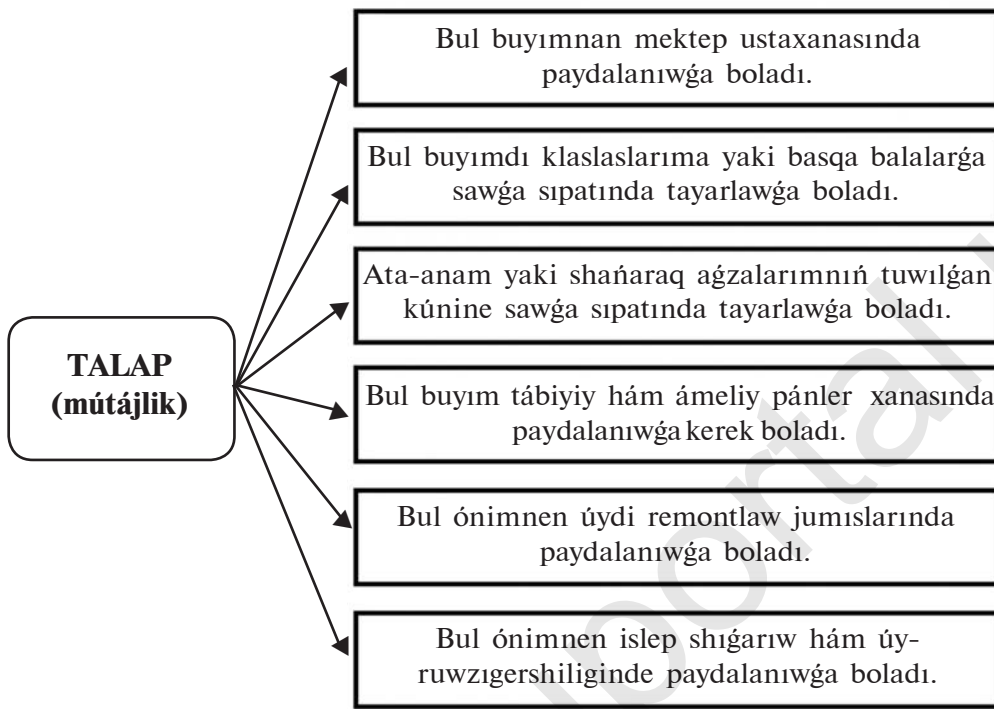 Bul buyımnan mektep ustaxanasında
paydalanıwǵa boladı.
Bul buyımdı klaslaslarıma yaki basqa balalarǵa
sawǵa sıpatında tayarlawǵa boladı.
Ata-anam yaki shańaraq aǵzalarımnıń tuwılǵan
kúnine sawǵa sıpatında tayarlawǵa boladı.
TALAP
(mútájlik)
Bul buyım tábiyiy hám ámeliy pánler xanasında
paydalanıwǵa kerek boladı.
Bul ónimnen úydi remontlaw jumıslarında
paydalanıwǵa boladı.
Bul ónimnen islep shıǵarıw hám úy-
ruwzıgershiliginde paydalanıwǵa boladı.
portal